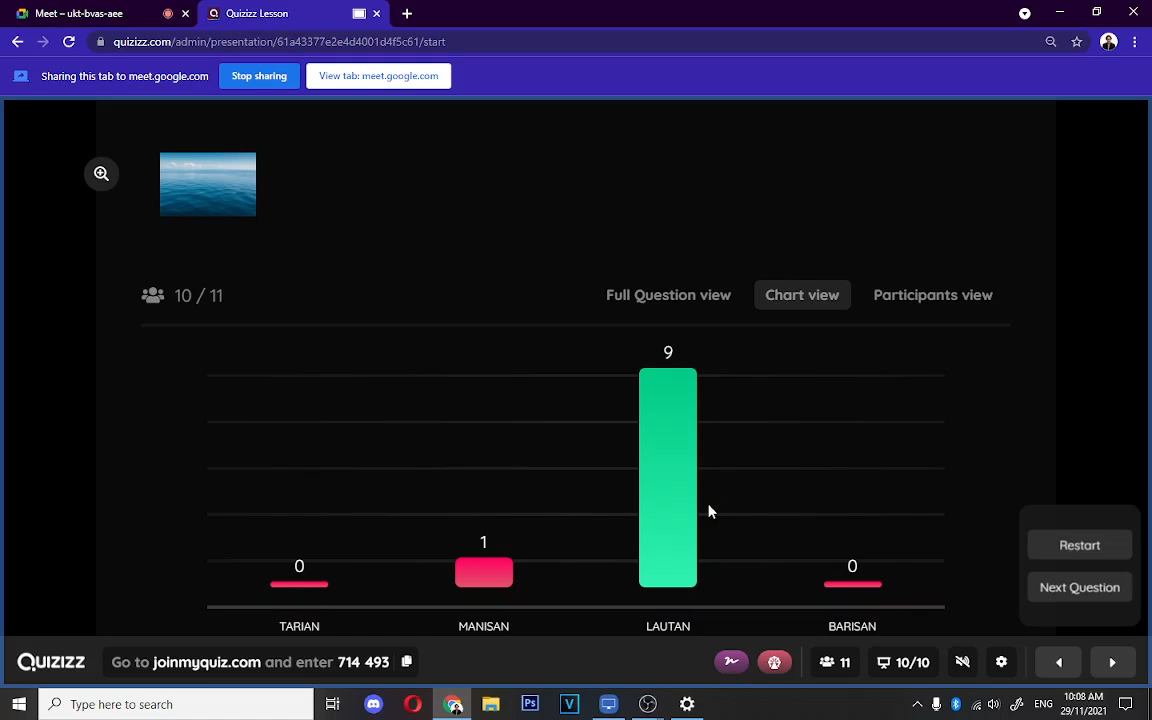 Meet – ukt-bvas-aee
Quizizz Lesson
quizizz.com/admin/presentation/61a43377e2e4d4001d4f5c61/start
Sharing this tab to meet.google.com
Stop sharing
View tab: meet.google.com
10 / 11
Full Question view
Chart view
Participants view
9
1
0
0
TARIAN
MANISAN
LAUTAN
BARISAN
Restart
Next Question
QUIZIZZ
Go to joinmyquiz.com and enter 714 493
11
10/10
Type here to search
Ps
V
ENG
10:08 AM
29/11/2021